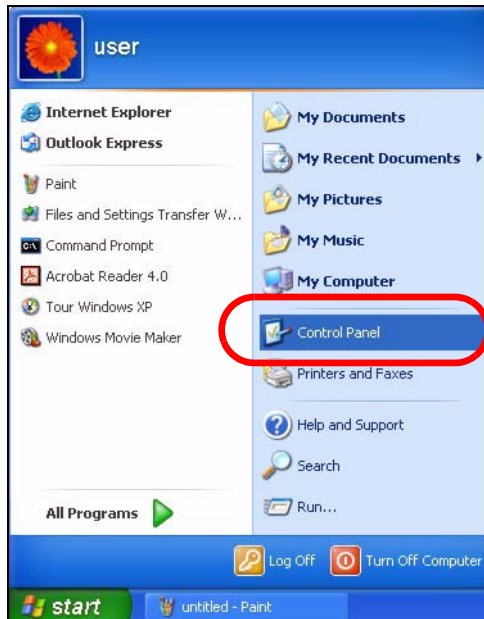 user
Internet Explorer
Outlook Express
Paint
Files and Settings Transfer W...
Command Prompt
Acrobat Reader 4.0
Tour Windows XP
Windows Movie Maker
All Programs
My Documents
My Recent Documents
My Pictures
My Music
My Computer
Control Panel
Printers and Faxes
Help and Support
Search
Run...
Log Off
Turn Off Computer
start
untitled - Paint